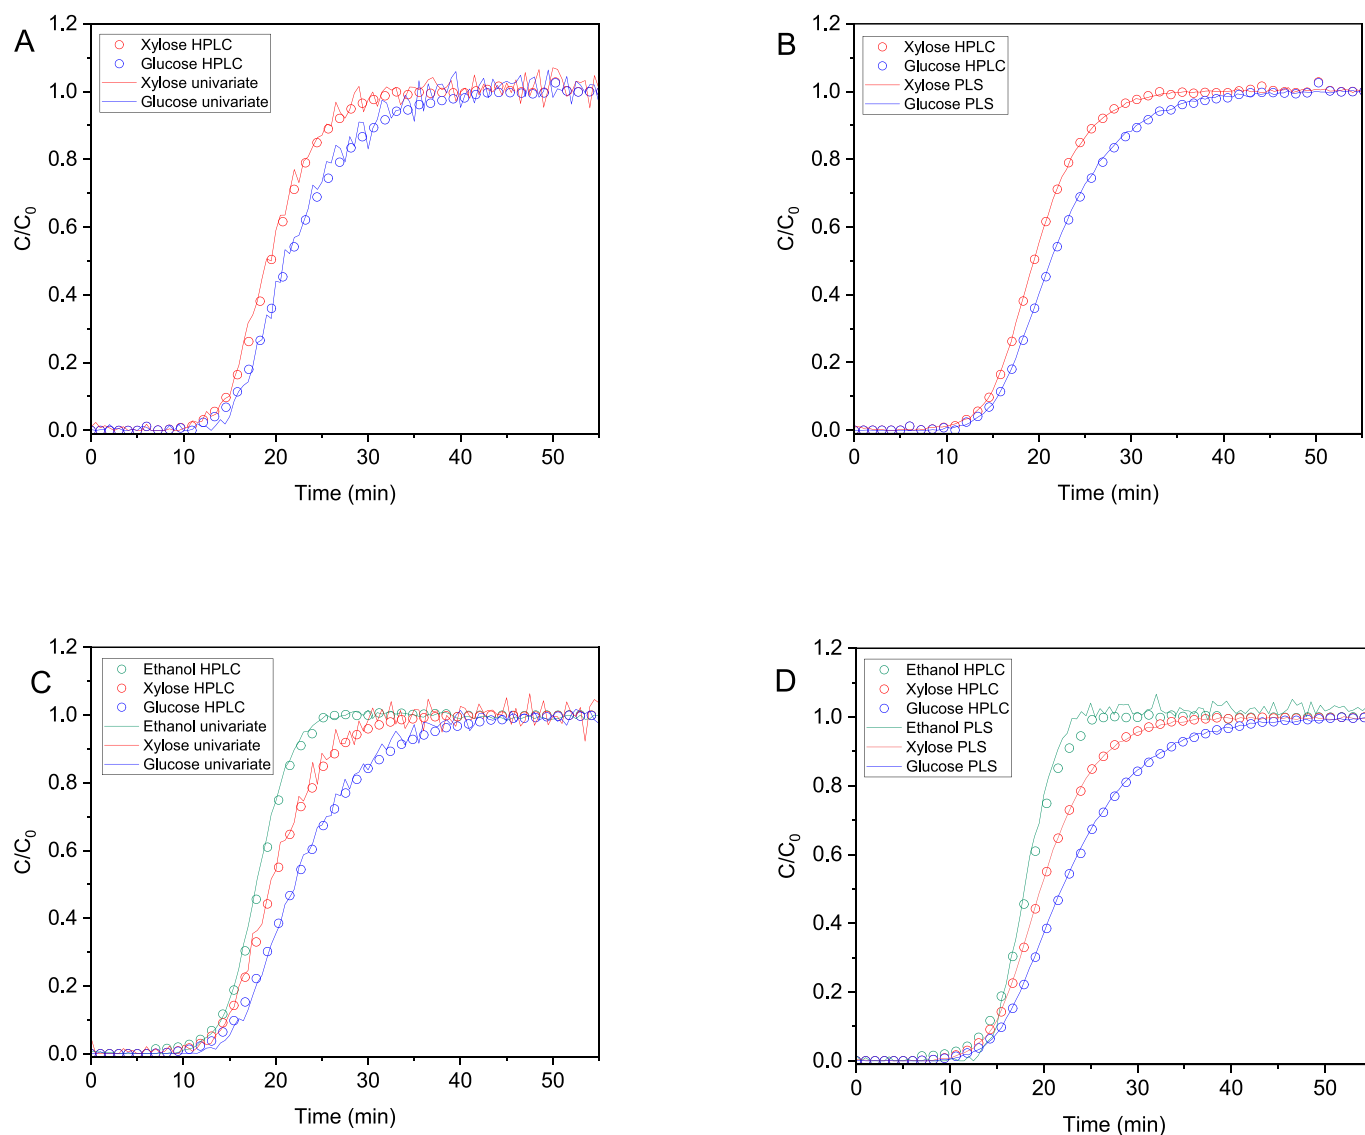 A
Xylose HPLC
Glucose HPLC
Xylose univariate
Glucose univariate
1.2
1.0
0.8
0.6
0.4
0.2
0.0
C/C0
0 10 20 30 40 50
Time (min)
B
Xylose HPLC
Glucose HPLC
Xylose PLS
Glucose PLS
1.2
1.0
0.8
0.6
0.4
0.2
0.0
C/C0
0 10 20 30 40 50
Time (min)
C
Ethanol HPLC
Xylose HPLC
Glucose HPLC
Ethanol univariate
Xylose univariate
Glucose univariate
1.2
1.0
0.8
0.6
0.4
0.2
0.0
C/C0
0 10 20 30 40 50
Time (min)
D
Ethanol HPLC
Xylose HPLC
Glucose HPLC
Ethanol PLS
Xylose PLS
Glucose PLS
1.2
1.0
0.8
0.6
0.4
0.2
0.0
C/C0
0 10 20 30 40 50
Time (min)